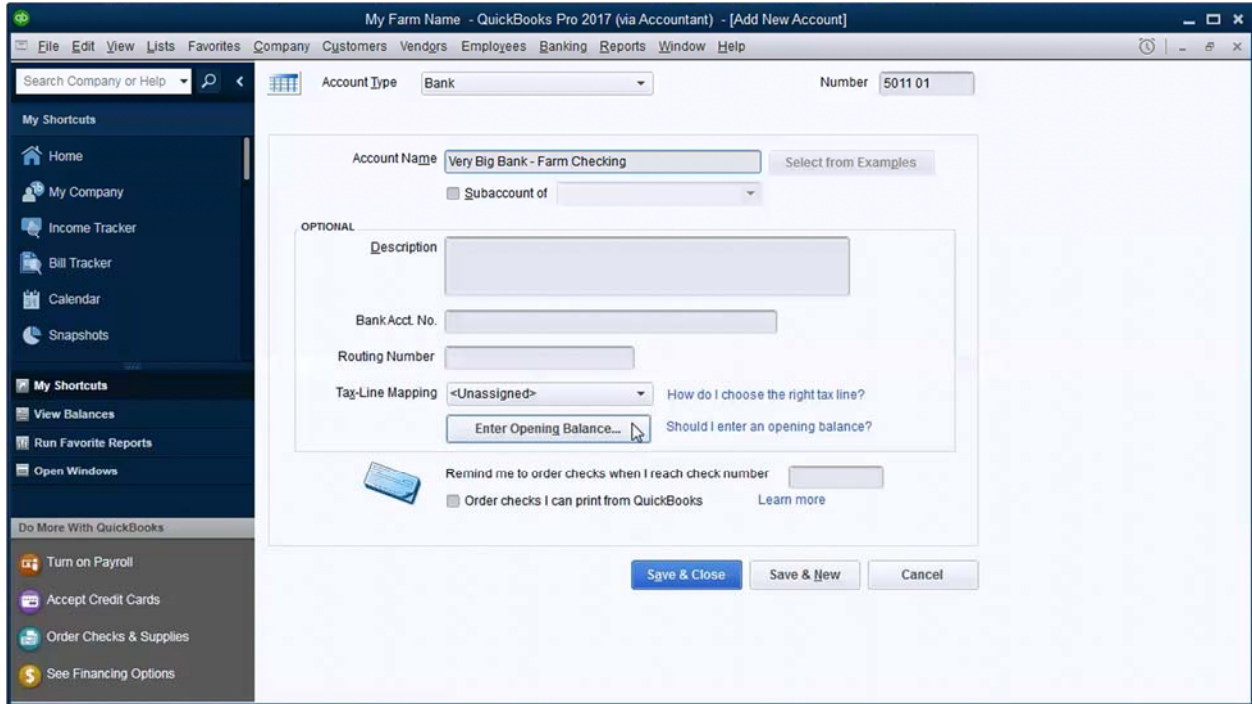 qb
My Farm Name - QuickBooks Pro 2017 (via Accountant) - [Add New Account]
File Edit View Lists Favorites Company Customers Vendors Employees Banking Reports Window Help
Search Company or Help
My Shortcuts
Home
My Company
Income Tracker
Bill Tracker
Calendar
Snapshots
My Shortcuts
View Balances
Run Favorite Reports
Open Windows
Do More With QuickBooks
Turn on Payroll
Accept Credit Cards
Order Checks & Supplies
See Financing Options
Account Type Bank Number 5011 01
Account Name Very Big Bank - Farm Checking Select from Examples
Subaccount of
OPTIONAL
Description
Bank Acct. No.
Routing Number
Tax-Line Mapping <Unassigned> How do I choose the right tax line?
Enter Opening Balance... Should I enter an opening balance?
Remind me to order checks when I reach check number
Order checks I can print from QuickBooks Learn more
Save & Close Save & New Cancel